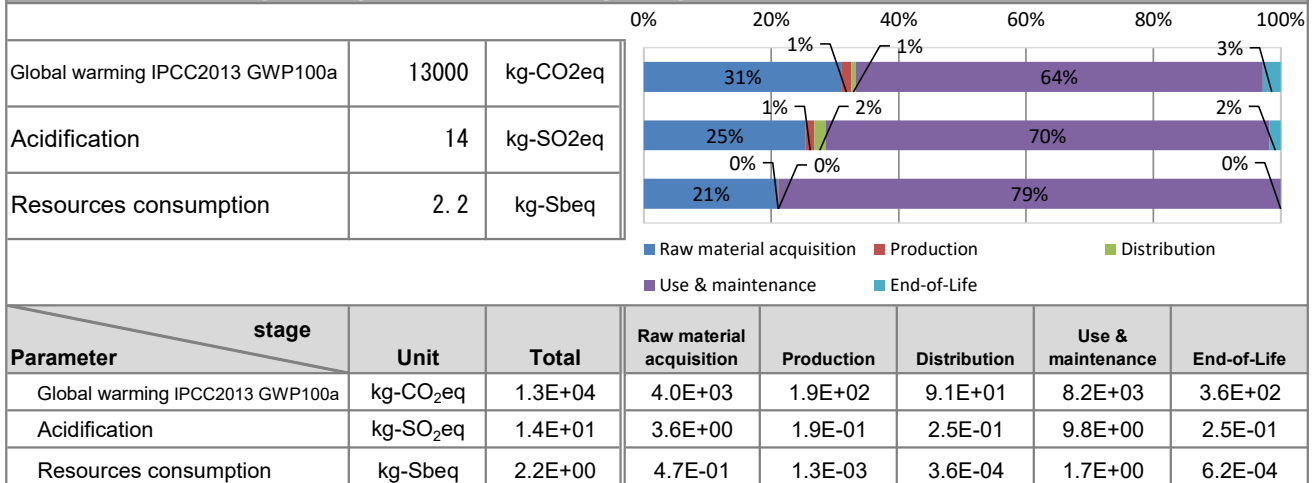 0% 20% 40% 60% 80% 100%
Global warming IPCC2013 GWP100a 13000 kg-CO2eq
1% 1% 3%
31% 64%
Acidification 14 kg-SO2eq
1% 2% 2%
25% 70%
Resources consumption 2.2 kg-Sbeq
0% 0% 0%
21% 79%
Raw material acquisition Production Distribution
Use & maintenance End-of-Life
stage
Parameter Unit Total Raw material acquisition Production Distribution Use & maintenance End-of-Life
Global warming IPCC2013 GWP100a kg-CO₂eq 1.3E+04 4.0E+03 1.9E+02 9.1E+01 8.2E+03 3.6E+02
Acidification kg-SO₂eq 1.4E+01 3.6E+00 1.9E-01 2.5E-01 9.8E+00 2.5E-01
Resources consumption kg-Sbeq 2.2E+00 4.7E-01 1.3E-03 3.6E-04 1.7E+00 6.2E-04